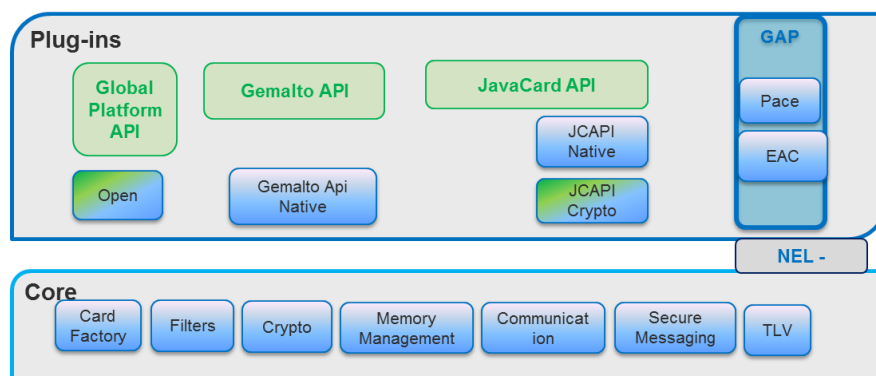 Plug-ins
GAP
Global
Platform
API
Gemalto API
JavaCard API
Pace
JCAPI
Native
EAC
Open
Gemalto Api
Native
JCAPI
Crypto
NEL -
Core
Card
Factory
Filters
Crypto
Memory
Management
Communicat
ion
Secure
Messaging
TLV